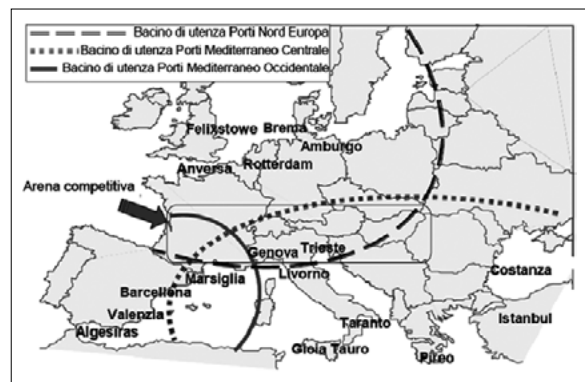 Bacino di utenza Porti Nord Europa
Bacino di utenza Porti Mediterraneo Centrale
Bacino di utenza Porti Mediterraneo Occidentale
Felixstowe
Brema
Amburgo
Rotterdam
Anversa
Arena competitiva
Genova
Trieste
Marsiglia
Livorno
Costanza
Barcellona
Valenzia
Istanbul
Taranto
Algesiras
Gioia Tauro
Pireo